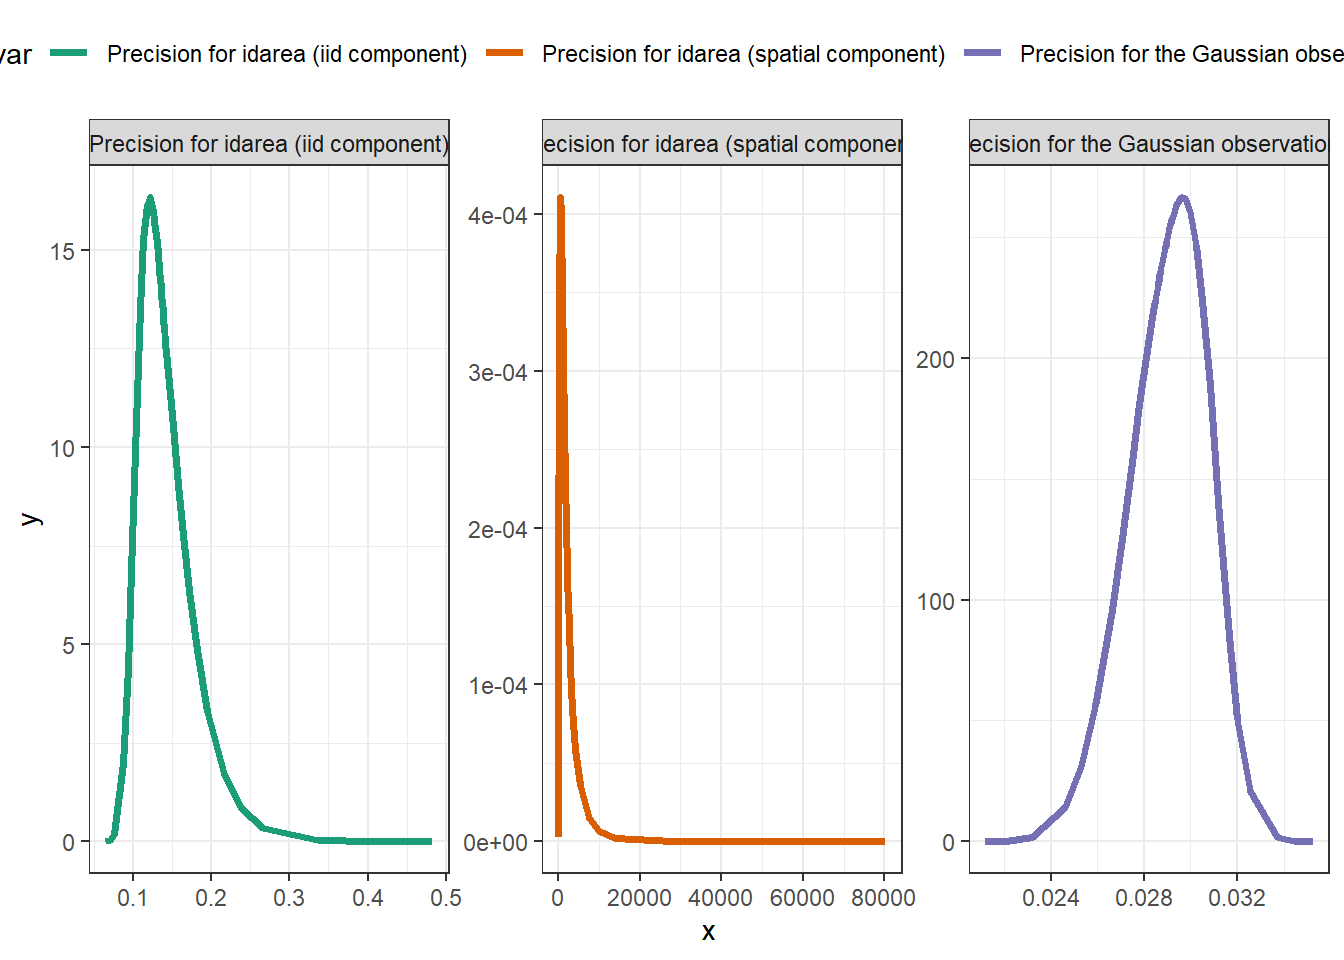 var Precision for idarea (iid component) Precision for idarea (spatial component) Precision for the Gaussian obse
Precision for idarea (iid component)
ecision for idarea (spatial componen
ecision for the Gaussian observation
y
15
10
5
0
0.1 0.2 0.3 0.4 0.5
4e-04
3e-04
2e-04
1e-04
0e+00
0 20000 40000 60000 80000
200
100
0
0.024 0.028 0.032
x